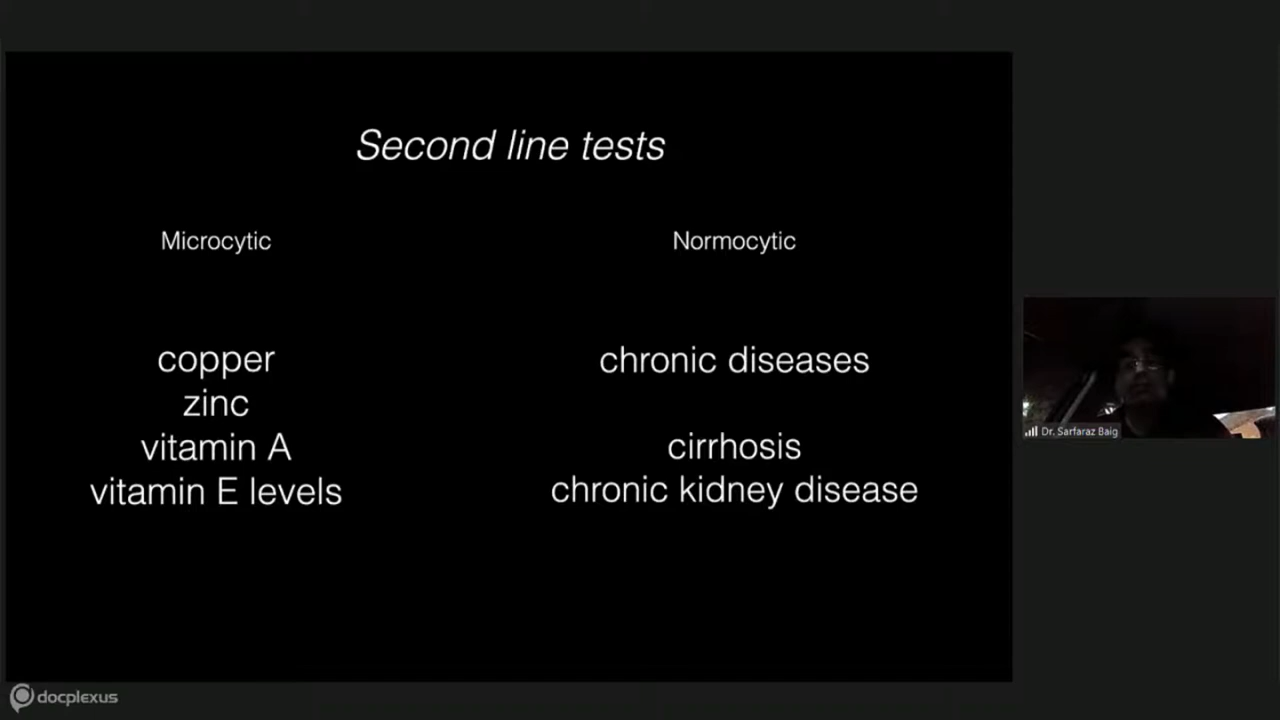 Second line tests
Microcytic
Normocytic
copper
zinc
vitamin A
vitamin E levels
chronic diseases
cirrhosis
chronic kidney disease
Dr. Sarfaraz Baig
docplexus